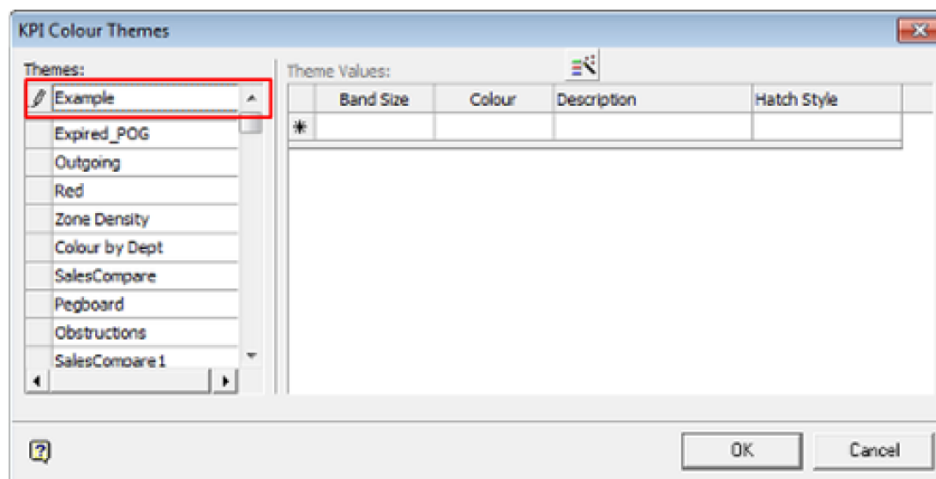 KPI Colour Themes
Themes:
Example
Expired_POG
Outgoing
Red
Zone Density
Colour by Dept
SalesCompare
Pegboard
Obstructions
SalesCompare1
Theme Values:
Band Size Colour Description Hatch Style
OK Cancel